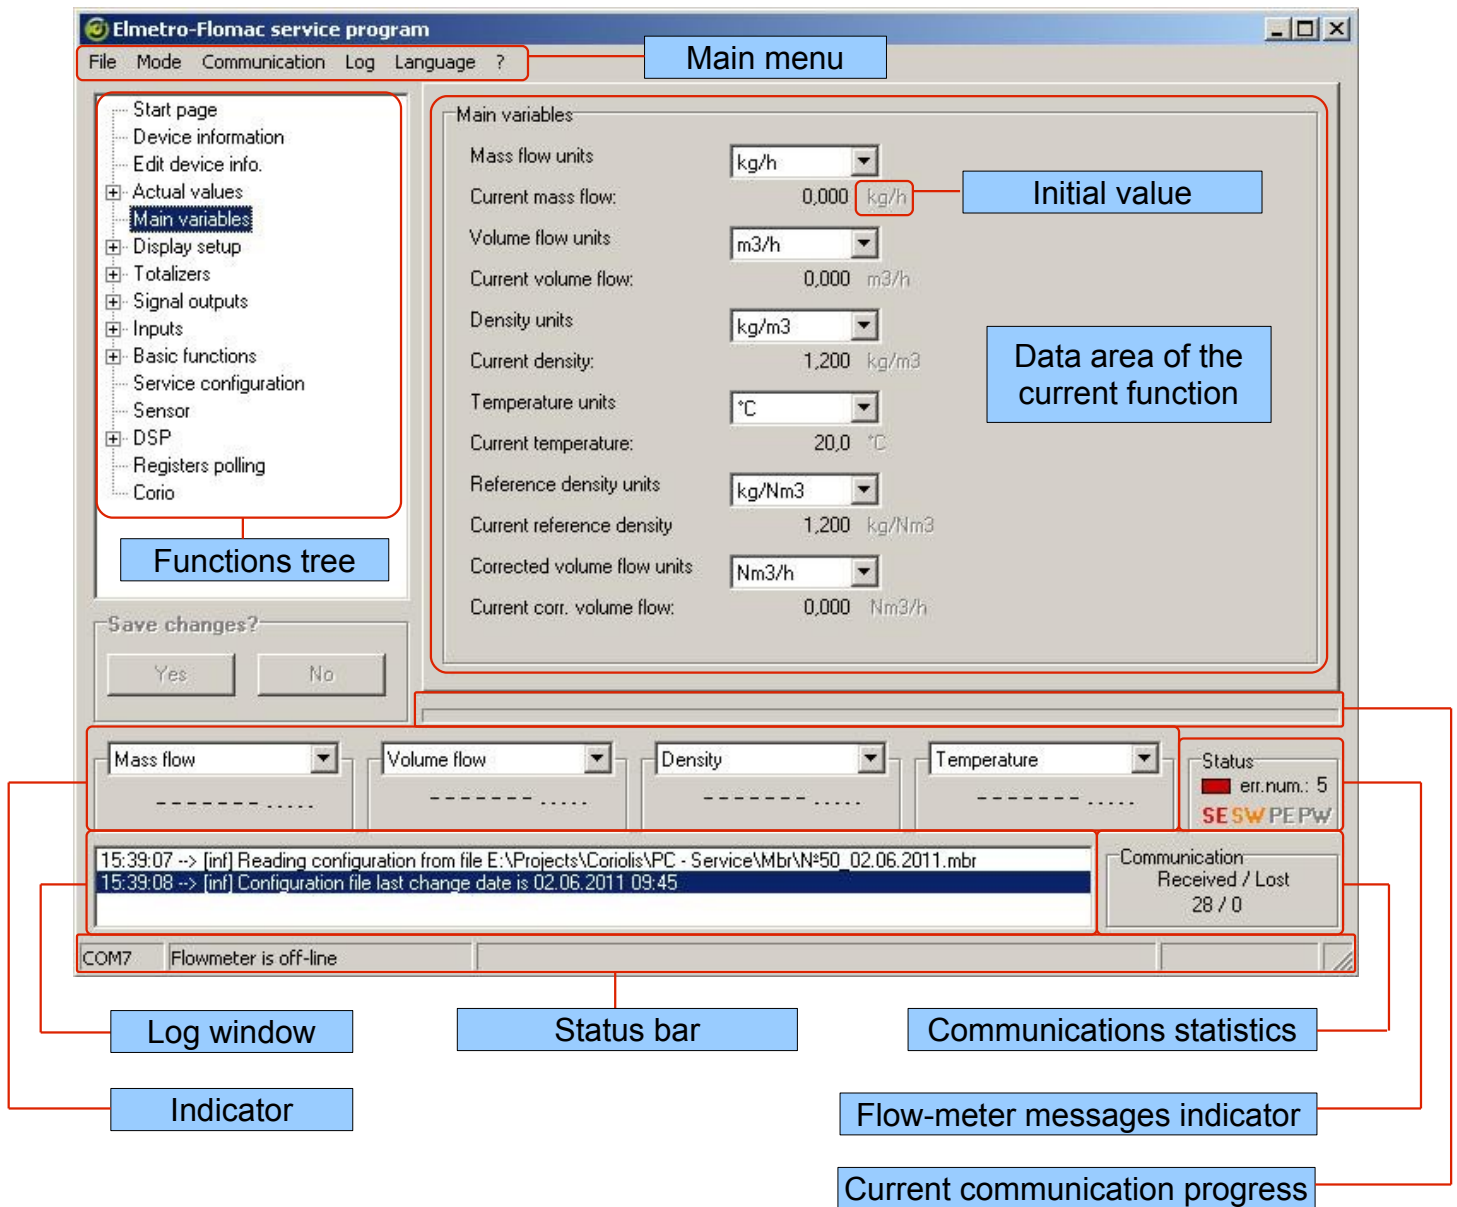 Elmetro-Flomac service program
File Mode Communication Log Language ?
Main menu
Start page
Device information
Edit device info.
Actual values
Main variables
Display setup
Totalizers
Signal outputs
Inputs
Basic functions
Service configuration
Sensor
DSP
Registers polling
Corio
Functions tree
Save changes?
Yes No
Main variables
Mass flow units kg/h
Current mass flow: 0,000 kg/h
Initial value
Volume flow units m3/h
Current volume flow: 0,000 m3/h
Density units kg/m3
Current density: 1,200 kg/m3
Data area of the
current function
Temperature units °C
Current temperature: 20,0 °C
Reference density units kg/Nm3
Current reference density 1,200 kg/Nm3
Corrected volume flow units Nm3/h
Current corr. volume flow: 0,000 Nm3/h
Mass flow Volume flow Density Temperature
- - - - - - - ..... - - - - - - - ..... - - - - - - - ..... - - - - - - - .....
Status
err.num.: 5
SE SW PE PW
15:39:07 --> [inf] Reading configuration from file E:\Projects\Coriolis\PC - Service\Mbr\№50_02.06.2011.mbr
15:39:08 --> [inf] Configuration file last change date is 02.06.2011 09:45
Communication
Received / Lost
28 / 0
COM7 Flowmeter is off-line
Log window Status bar Communications statistics
Indicator Flow-meter messages indicator
Current communication progress